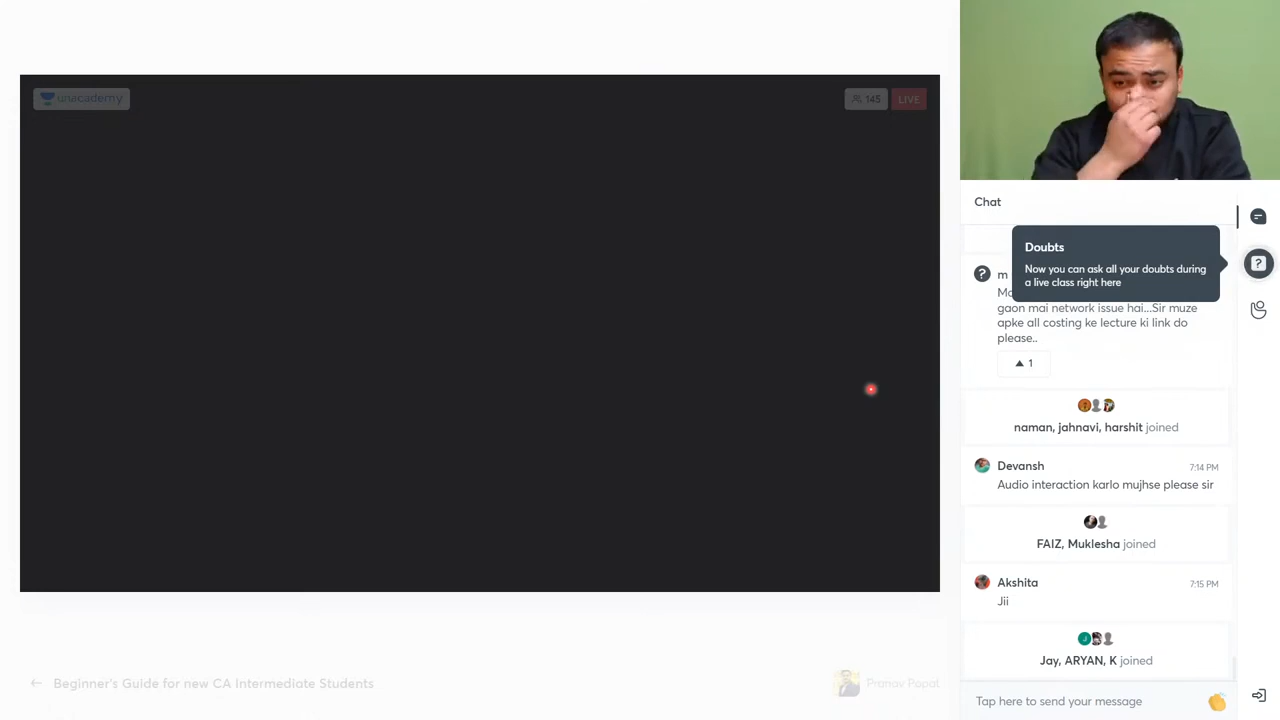 unacademy
145
LIVE
Chat
Doubts
Now you can ask all your doubts during
a live class right here
m
gaon mai network issue hai...Sir muze
apke all costing ke lecture ki link do
please..
1
naman, jahnavi, harshit joined
Devansh
7:14 PM
Audio interaction karlo mujhse please sir
FAIZ, Muklesha joined
Akshita
7:15 PM
Jii
J
Jay, ARYAN, K joined
Tap here to send your message
Beginner's Guide for new CA Intermediate Students
Pranav Popat